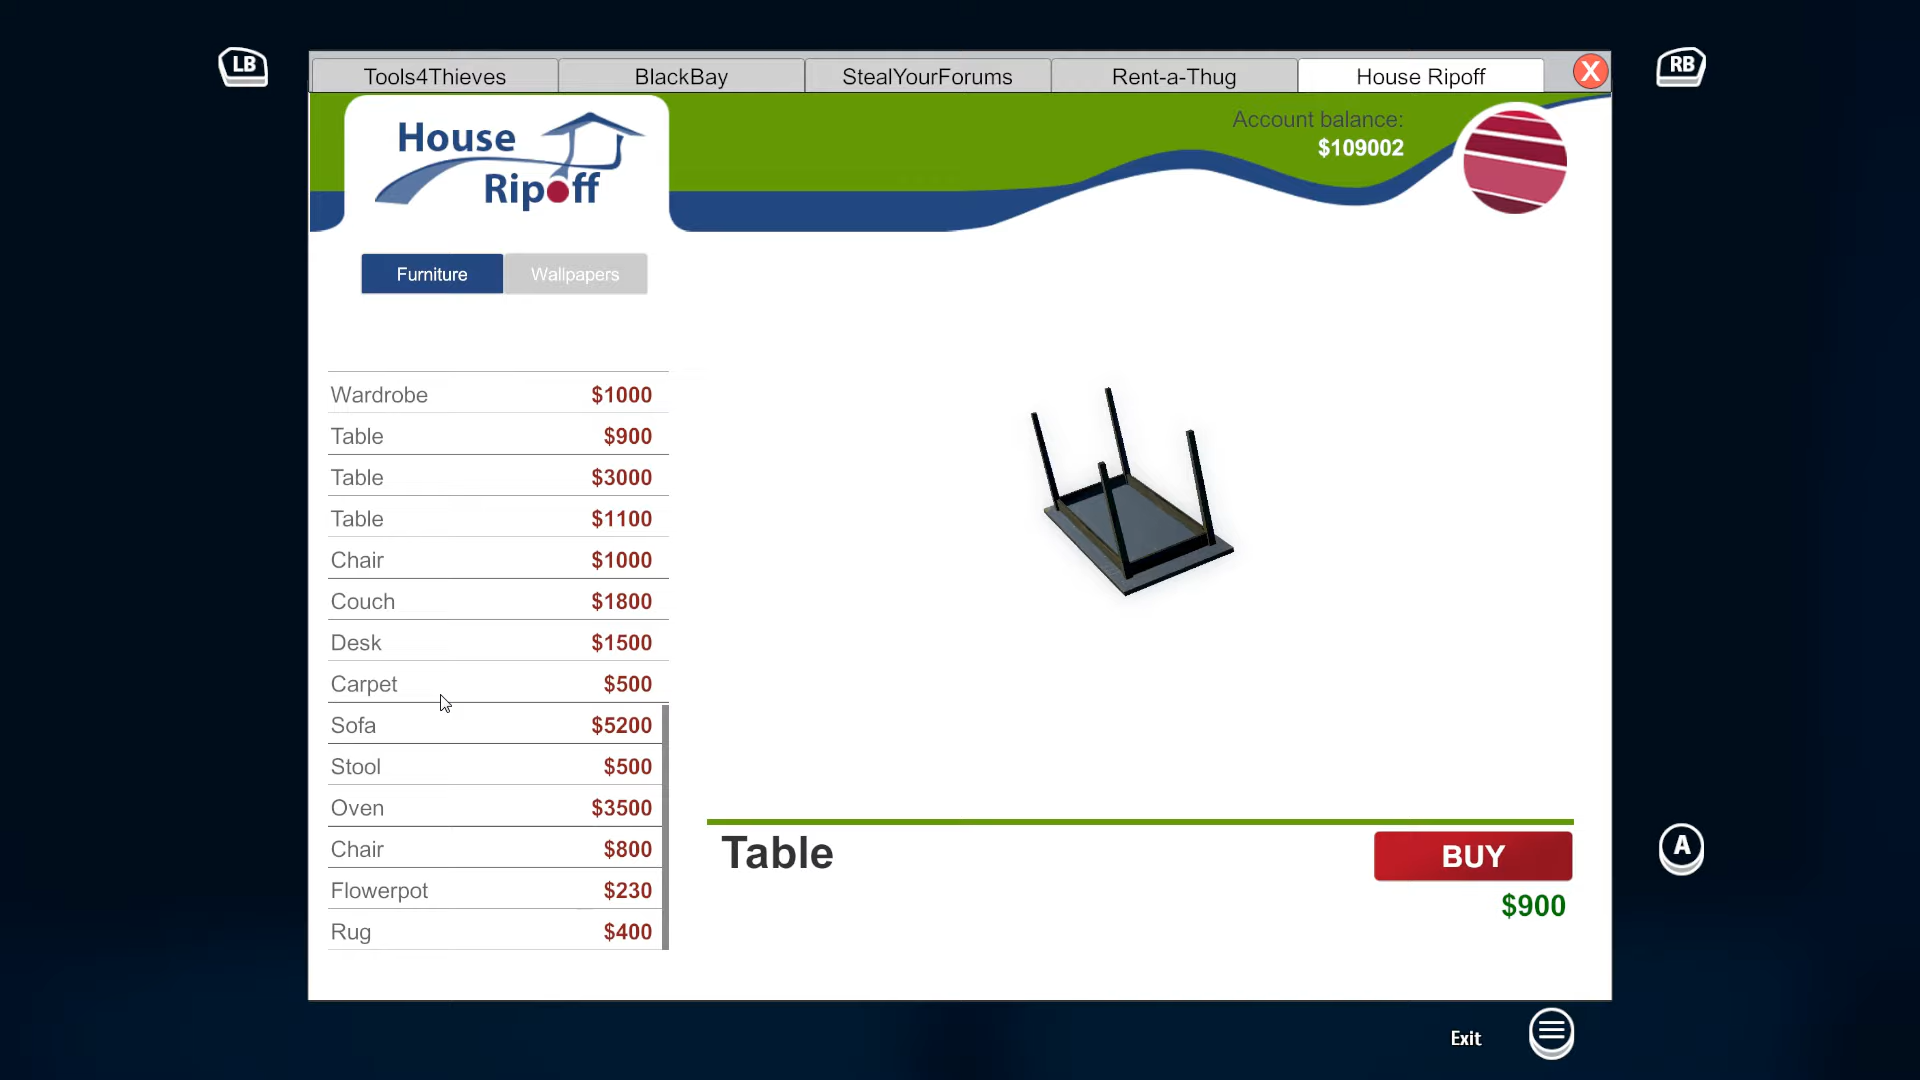 LB
Tools4Thieves
BlackBay
StealYourForums
Rent-a-Thug
House Ripoff
X
RB
House
Ripoff
Account balance:
$109002
Furniture
Wallpapers
Wardrobe $1000
Table $900
Table $3000
Table $1100
Chair $1000
Couch $1800
Desk $1500
Carpet $500
Sofa $5200
Stool $500
Oven $3500
Chair $800
Flowerpot $230
Rug $400
Table
BUY
$900
A
Exit